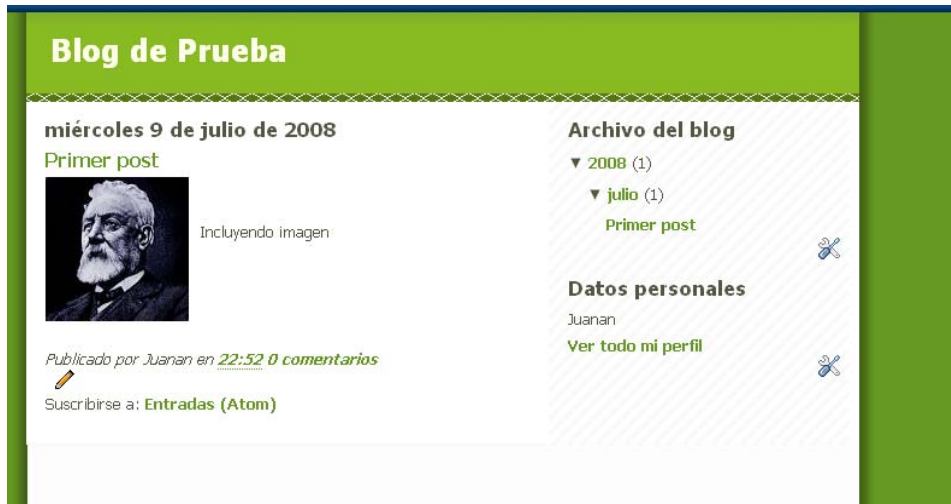 Blog de Prueba
miércoles 9 de julio de 2008
Primer post
Incluyendo imagen
Publicado por Juanan en 22:52 0 comentarios
Suscribirse a: Entradas (Atom)
Archivo del blog
▼ 2008 (1)
▼ julio (1)
Primer post
Datos personales
Juanan
Ver todo mi perfil